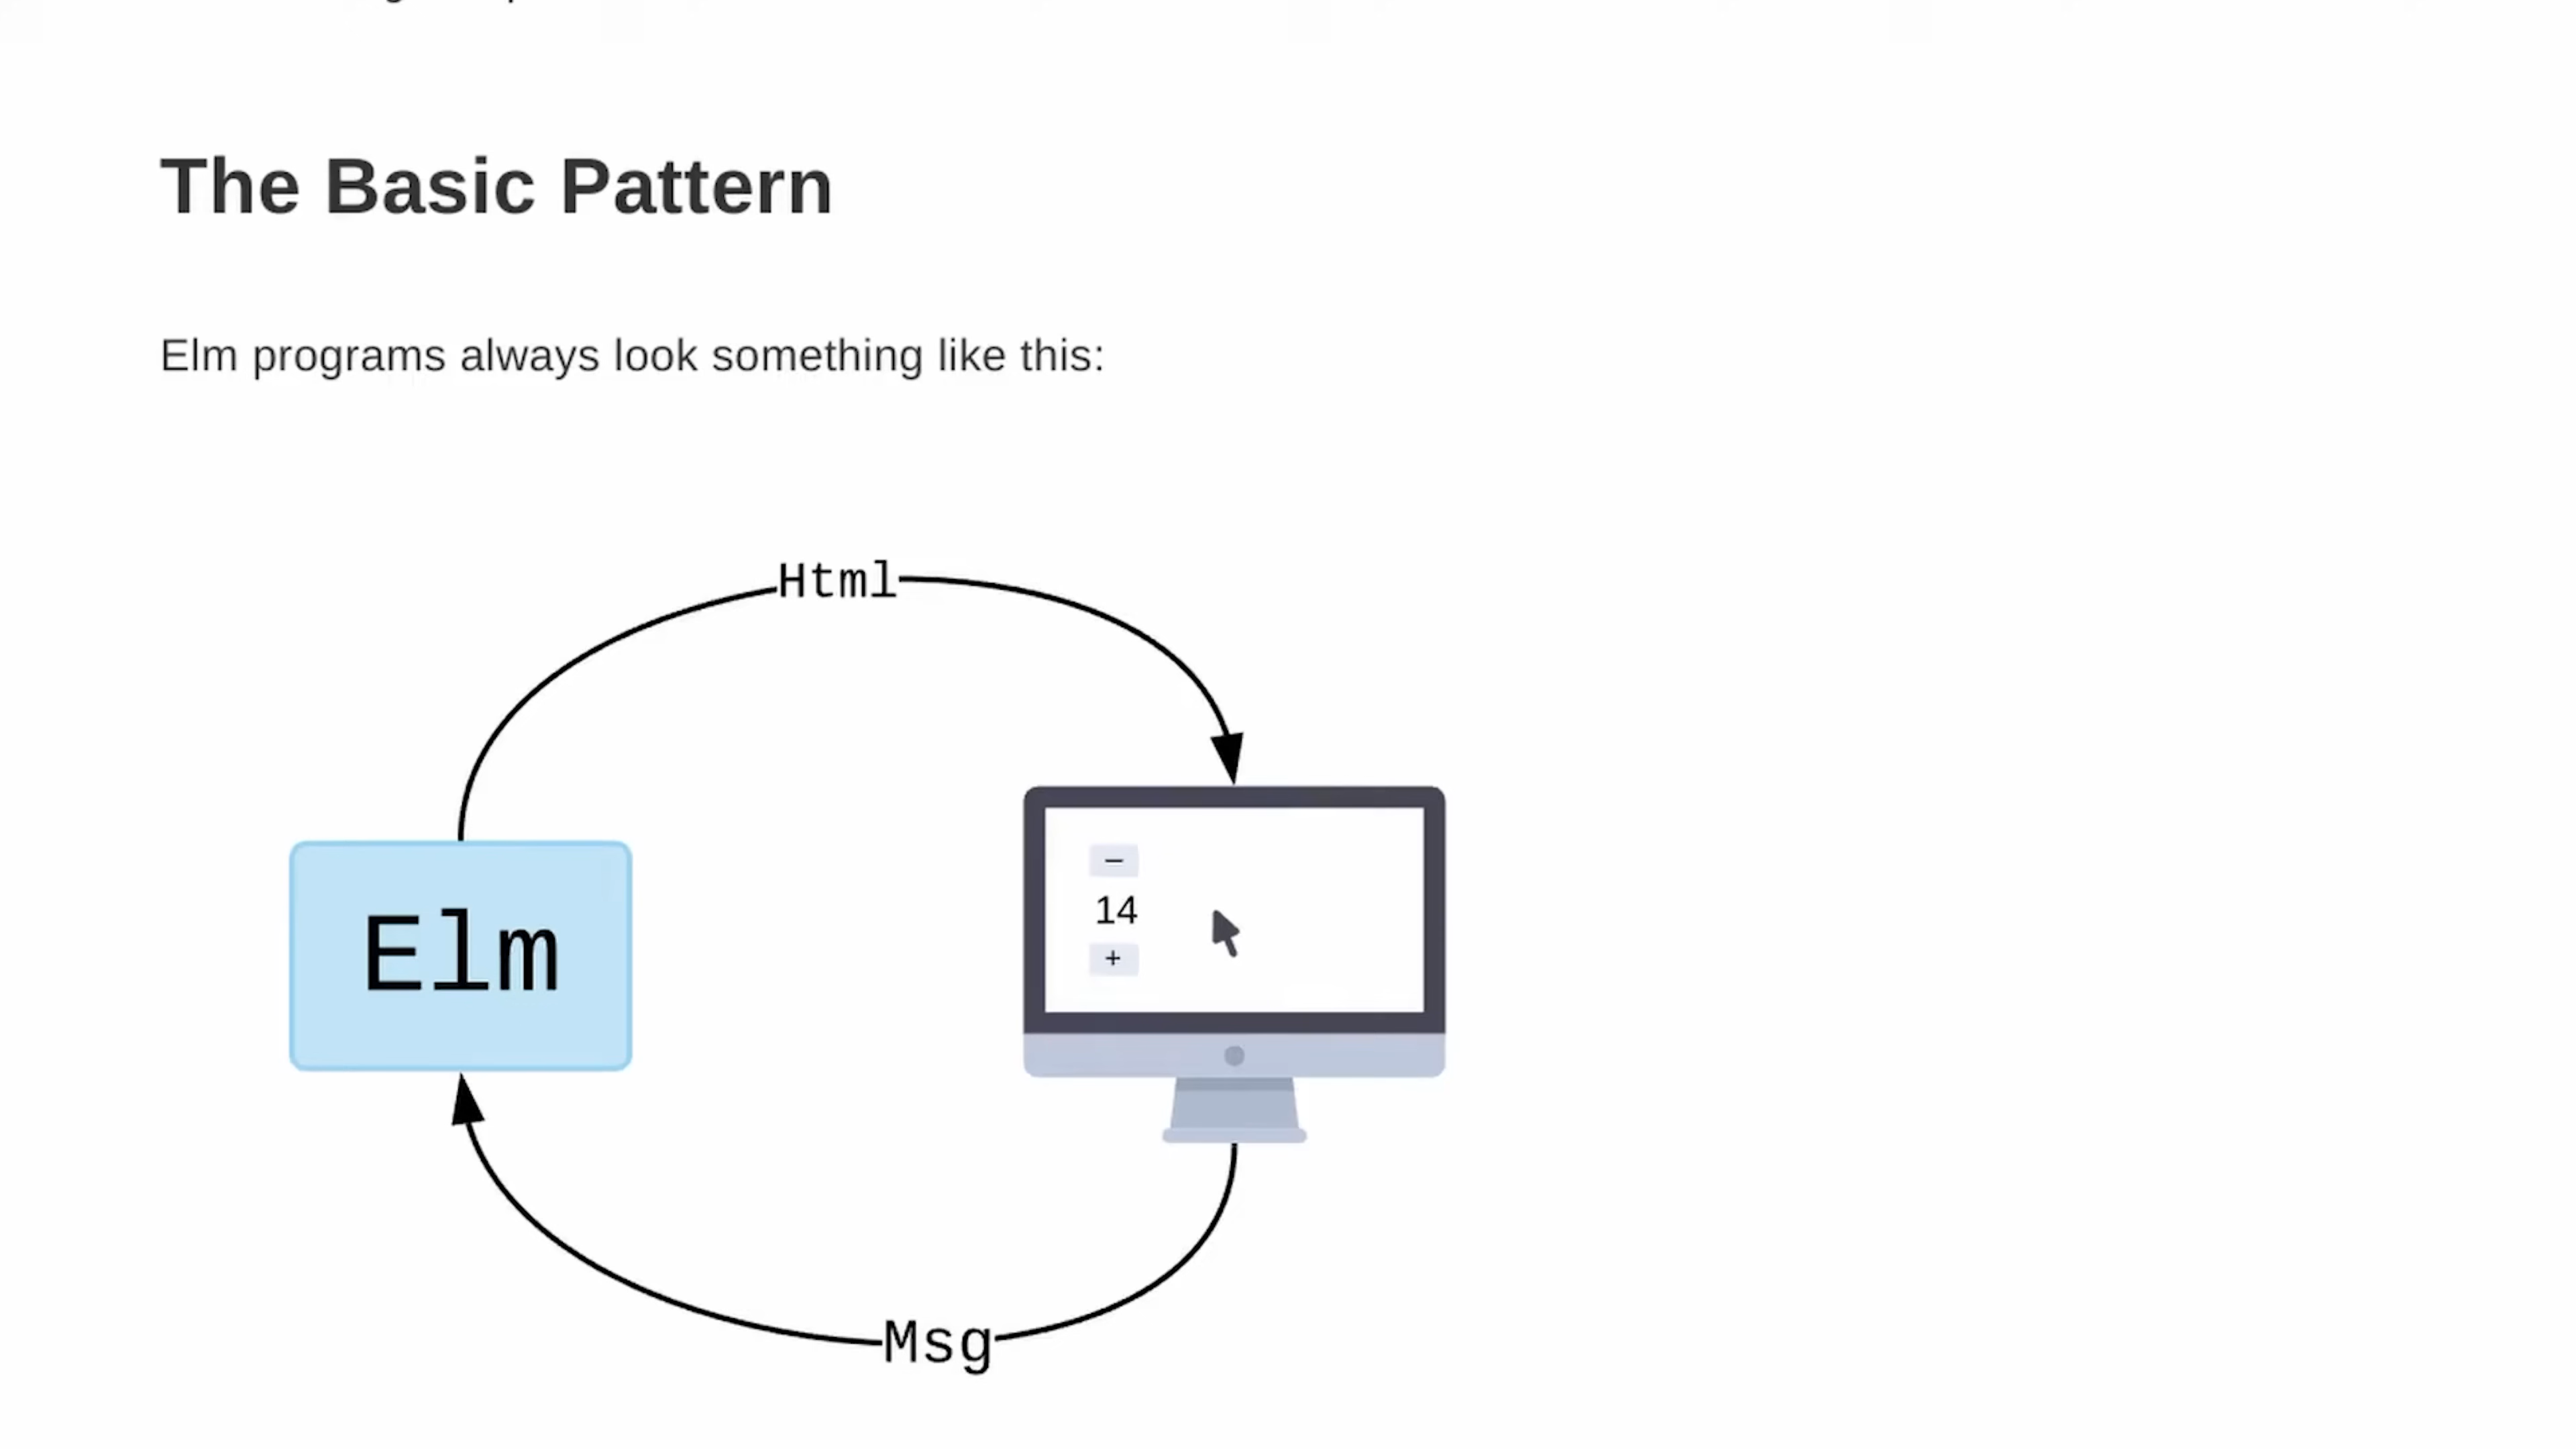 The Basic Pattern
Elm programs always look something like this:
Html
Elm
−
14
+
Msg